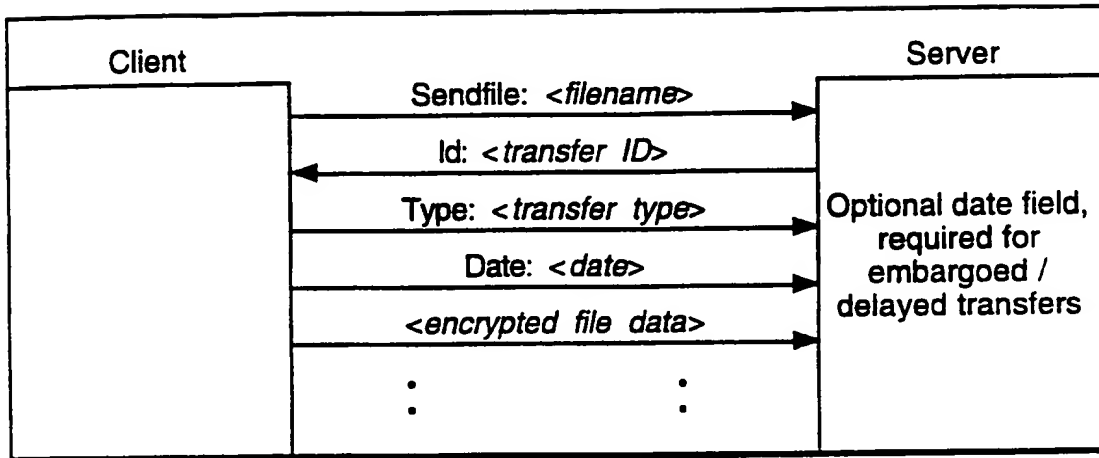 Client
Server
Sendfile: <filename>
Id: <transfer ID>
Type: <transfer type>
Date: <date>
<encrypted file data>
Optional date field,
required for
embargoed /
delayed transfers